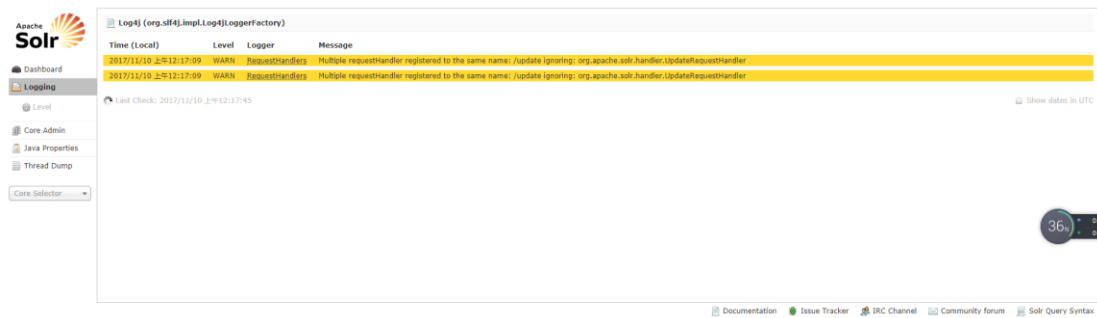 Apache
Solr
Dashboard
Logging
Level
Core Admin
Java Properties
Thread Dump
Core Selector
Log4j (org.slf4j.impl.Log4jLoggerFactory)
Time (Local) Level Logger Message
2017/11/10 上午12:17:09 WARN RequestHandlers Multiple requestHandler registered to the same name: /update ignoring: org.apache.solr.handler.UpdateRequestHandler
2017/11/10 上午12:17:09 WARN RequestHandlers Multiple requestHandler registered to the same name: /update ignoring: org.apache.solr.handler.UpdateRequestHandler
Last Check: 2017/11/10 上午12:17:45 Show dates in UTC
36%
Documentation Issue Tracker IRC Channel Community forum Solr Query Syntax